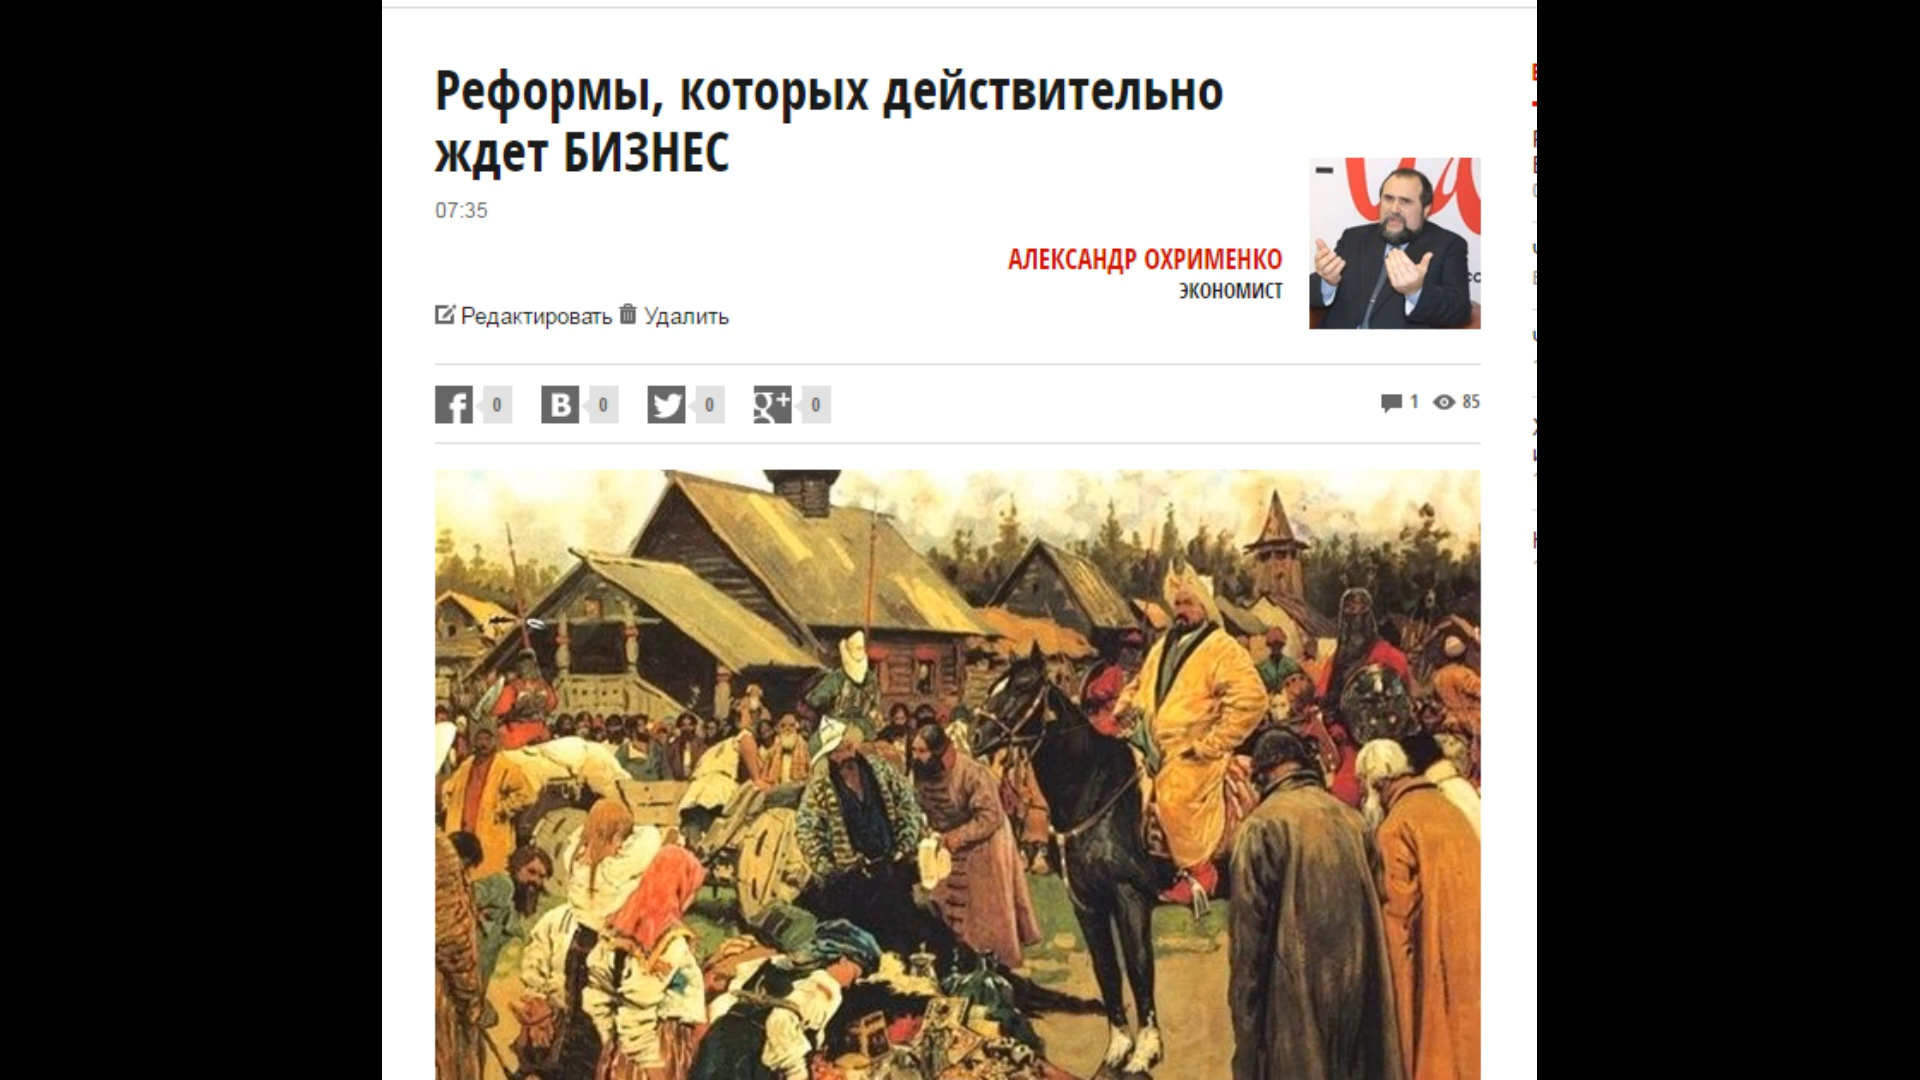 Реформы, которых действительно
ждет БИЗНЕС
07:35
АЛЕКСАНДР ОХРИМЕНКО
ЭКОНОМИСТ
Редактировать Удалить
0 0 0 0 1 85